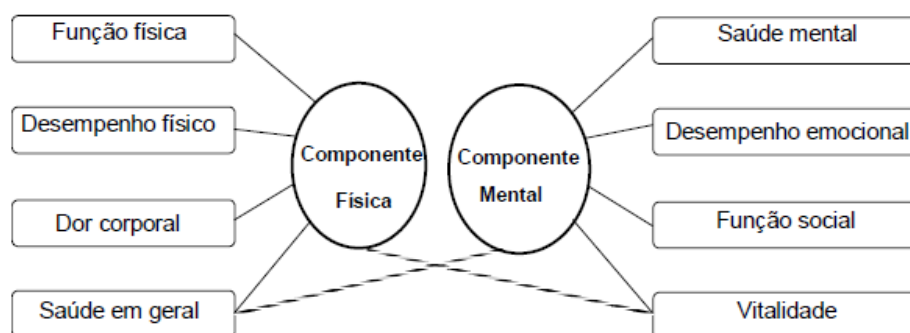 Função física
Desempenho físico
Dor corporal
Saúde em geral
Componente
Física
Componente
Mental
Saúde mental
Desempenho emocional
Função social
Vitalidade